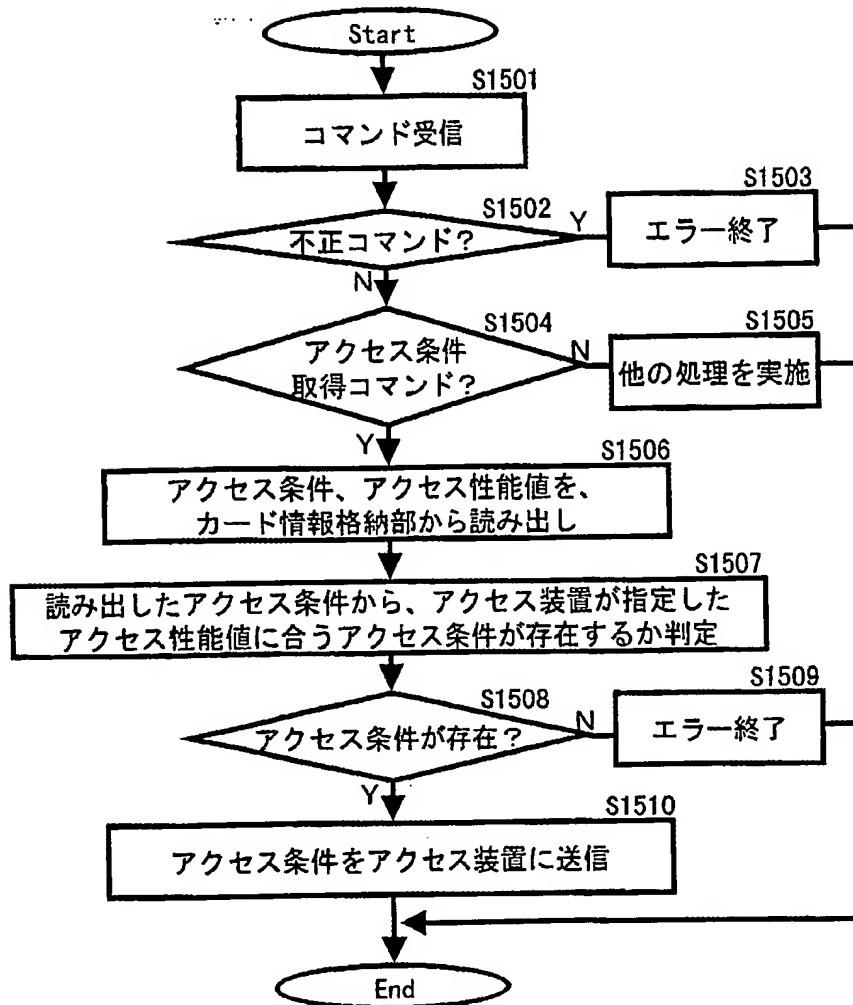 Start
S1501
コマンド受信
S1502
不正コマンド?
Y
N
S1503
エラー終了
S1504
アクセス条件
取得コマンド?
N
Y
S1505
他の処理を実施
S1506
アクセス条件、アクセス性能値を、
カード情報格納部から読み出し
S1507
読み出したアクセス条件から、アクセス装置が指定した
アクセス性能値に合うアクセス条件が存在するか判定
S1508
アクセス条件が存在?
N
Y
S1509
エラー終了
S1510
アクセス条件をアクセス装置に送信
End